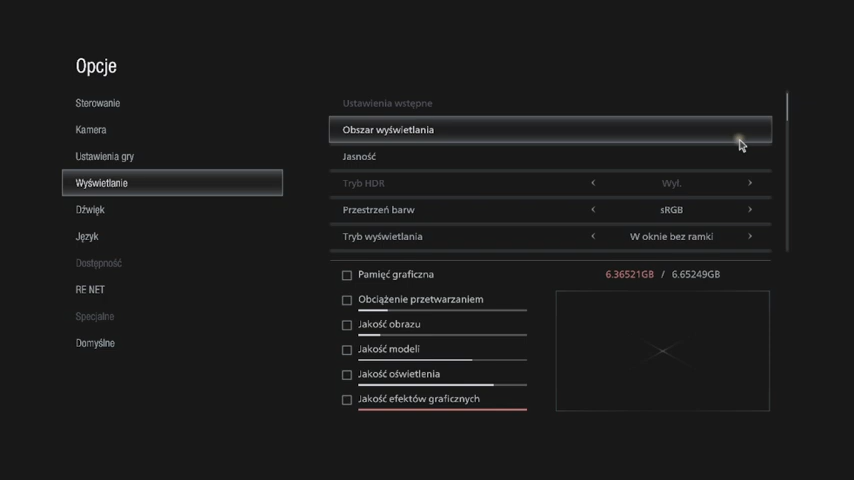 Opcje
Sterowanie
Kamera
Ustawienia gry
Wyświetlanie
Dźwięk
Język
Dostępność
RE NET
Specjalne
Domyślne
Ustawienia wstępne
Obszar wyświetlania
Jasność
Tryb HDR Wył.
Przestrzeń barw sRGB
Tryb wyświetlania W oknie bez ramki
Pamięć graficzna 6.36521GB / 6.65249GB
Obciążenie przetwarzaniem
Jakość obrazu
Jakość modeli
Jakość oświetlenia
Jakość efektów graficznych